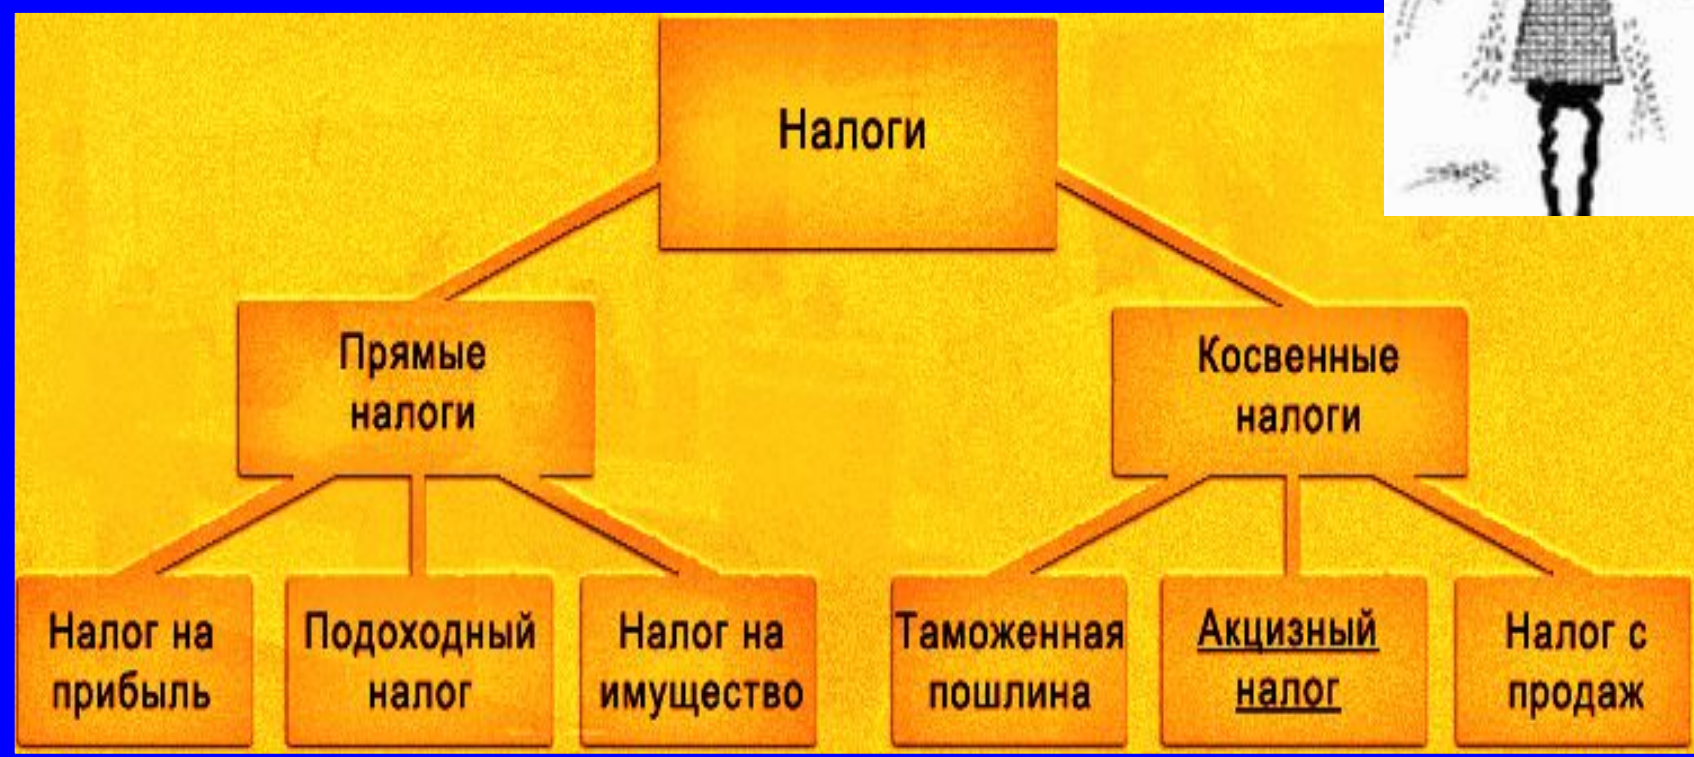 Налоги
Прямые
налоги
Косвенные
налоги
Налог на
прибыль
Подоходный
налог
Налог на
имущество
Таможенная
пошлина
Акцизный
налог
Налог с
продаж